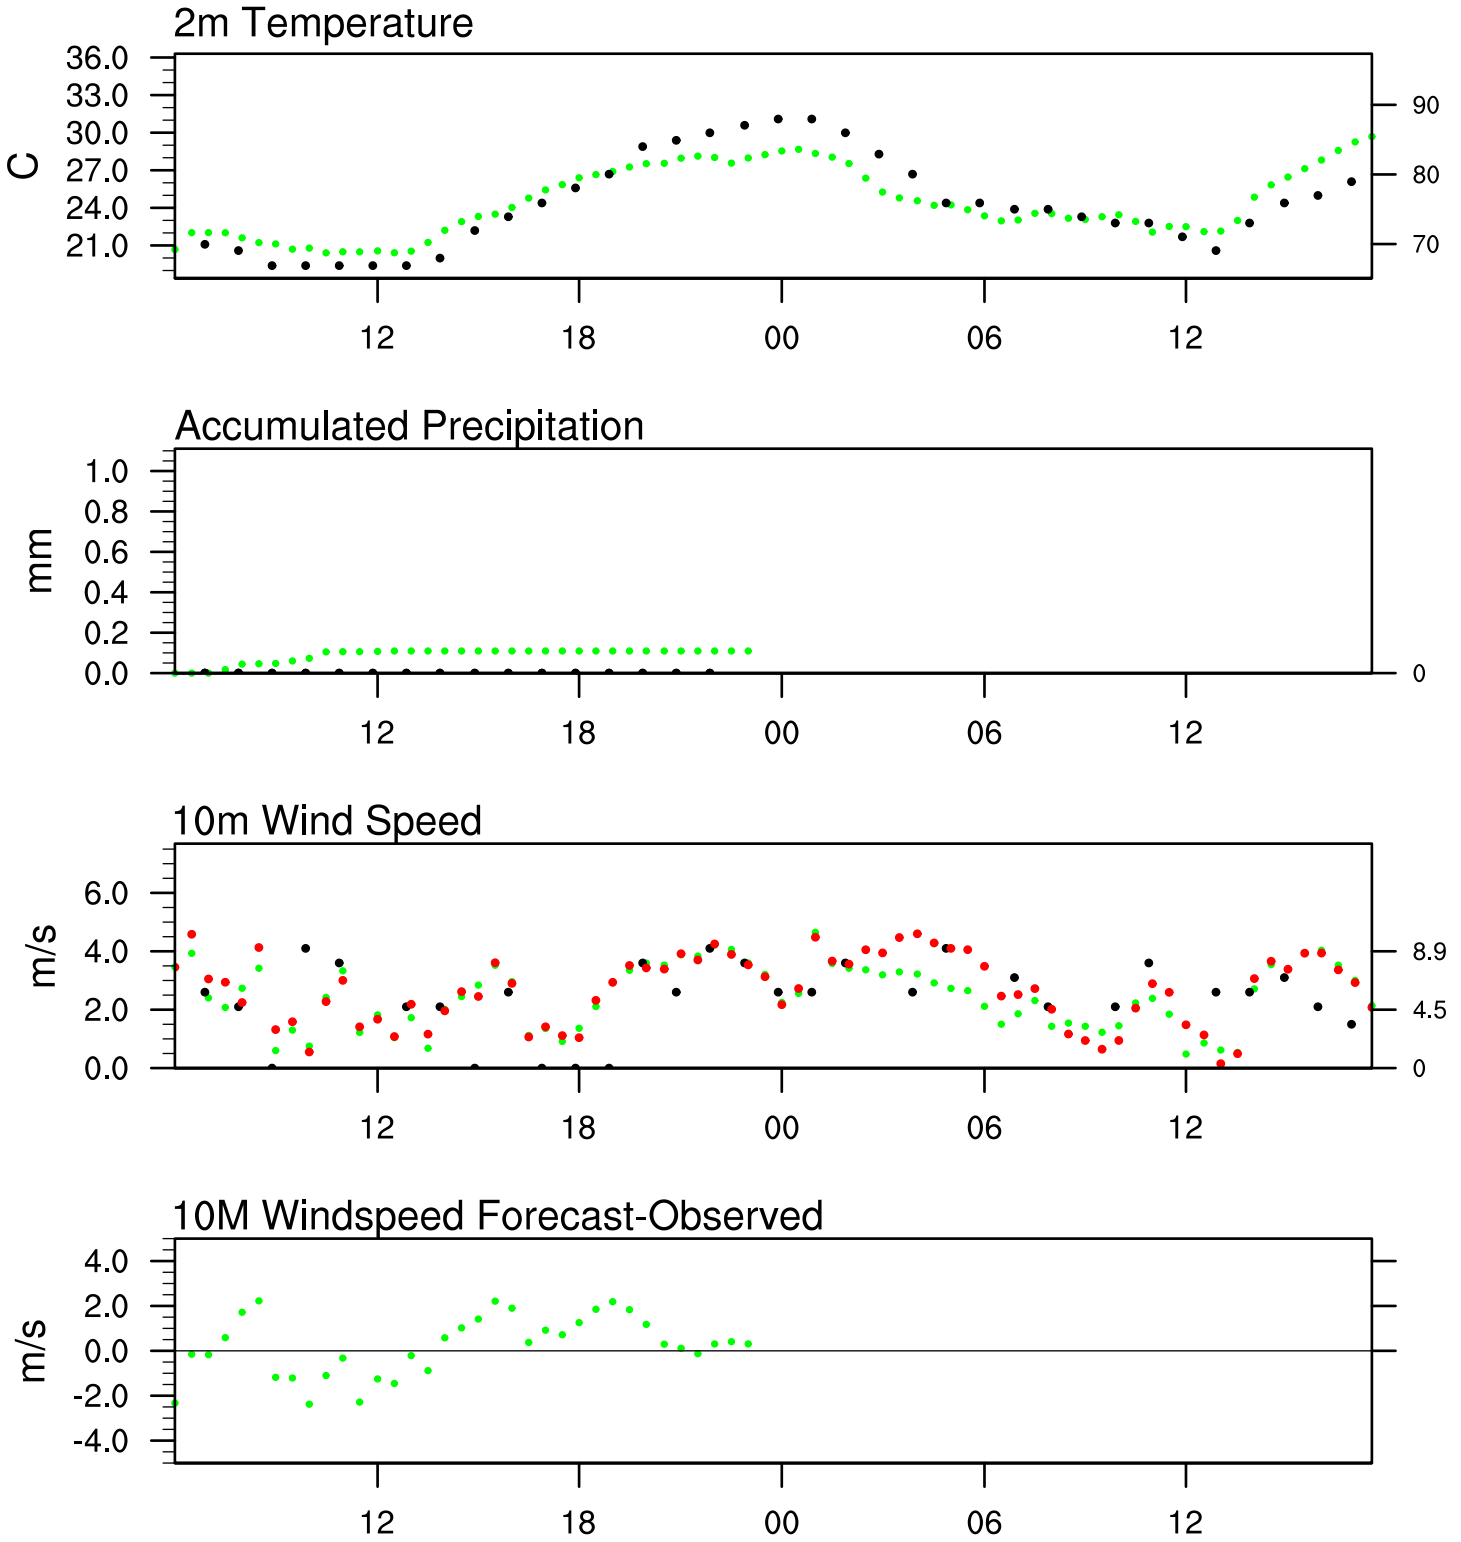 2m Temperature
36.0
33.0
90
30.0
C
27.0
80
24.0
21.0
70
12 18 00 06 12
Accumulated Precipitation
1.0
0.8
mm
0.6
0.4
0.2
0.0
0
12 18 00 06 12
10m Wind Speed
6.0
m/s
4.0
8.9
2.0
4.5
0.0
0
12 18 00 06 12
10M Windspeed Forecast-Observed
4.0
2.0
m/s
0.0
-2.0
-4.0
12 18 00 06 12